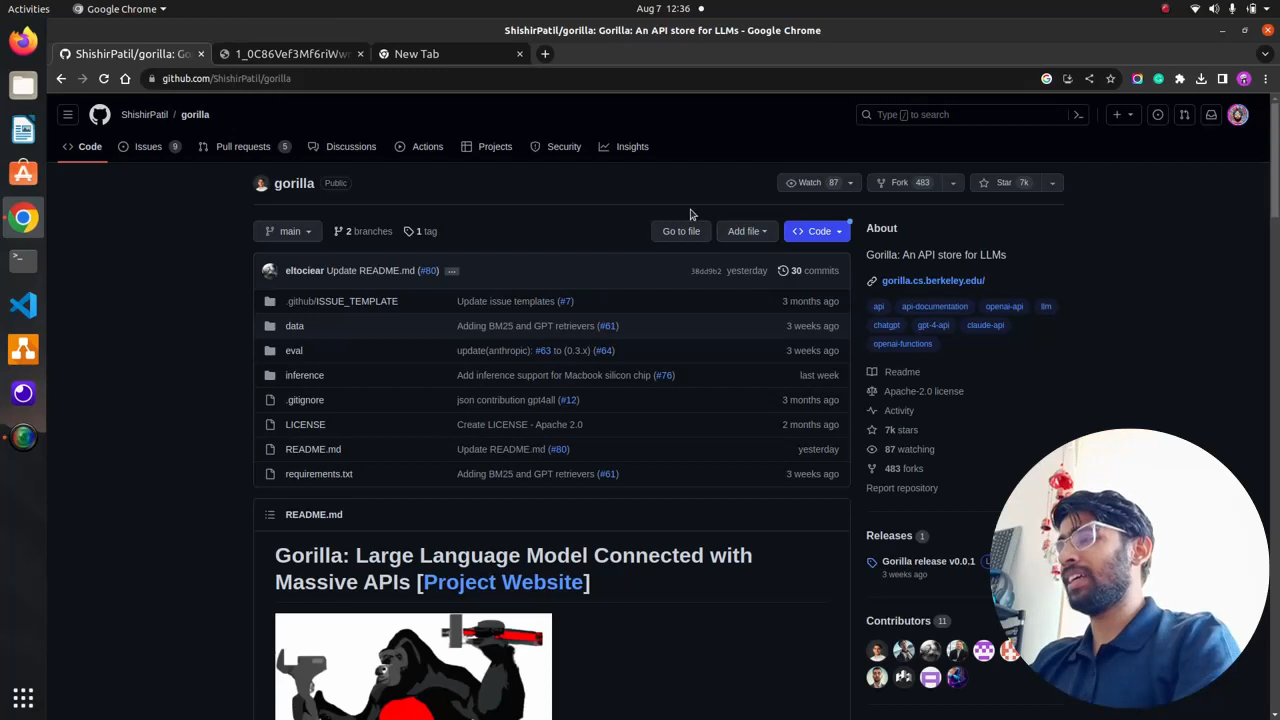 Activities
Google Chrome
Aug 7 12:36
ShishirPatil/gorilla: Gorilla: An API store for LLMs - Google Chrome
ShishirPatil/gorilla: Go
1_0C86Vef3Mf6riWwr
New Tab
github.com/ShishirPatil/gorilla
ShishirPatil / gorilla
Type / to search
Code
Issues 9
Pull requests 5
Discussions
Actions
Projects
Security
Insights
gorilla Public
Watch 87
Fork 483
Star 7k
main
2 branches
1 tag
Go to file
Add file
Code
About
Gorilla: An API store for LLMs
gorilla.cs.berkeley.edu/
api api-documentation openai-api llm
chatgpt gpt-4-api claude-api
openai-functions
Readme
Apache-2.0 license
Activity
7k stars
87 watching
483 forks
Report repository
Releases 1
Gorilla release v0.0.1
3 weeks ago
Contributors 11
eltociear Update README.md (#80) 38dd9b2 yesterday 30 commits
.github/ISSUE_TEMPLATE Update issue templates (#7) 3 months ago
data Adding BM25 and GPT retrievers (#61) 3 weeks ago
eval update(anthropic): #63 to (0.3.x) (#64) 3 weeks ago
inference Add inference support for Macbook silicon chip (#76) last week
.gitignore json contribution gpt4all (#12) 3 months ago
LICENSE Create LICENSE - Apache 2.0 2 months ago
README.md Update README.md (#80) yesterday
requirements.txt Adding BM25 and GPT retrievers (#61) 3 weeks ago
README.md
Gorilla: Large Language Model Connected with
Massive APIs [Project Website]